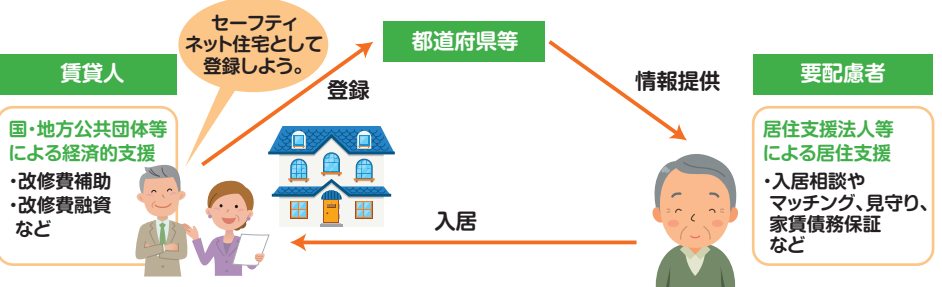 セーフティ
ネット住宅として
登録しよう。
都道府県等
賃貸人
登録
情報提供
要配慮者
国・地方公共団体等
による経済的支援
・改修費補助
・改修費融資
など
入居
居住支援法人等
による居住支援
・入居相談や
マッチング、見守り、
家賃債務保証
など